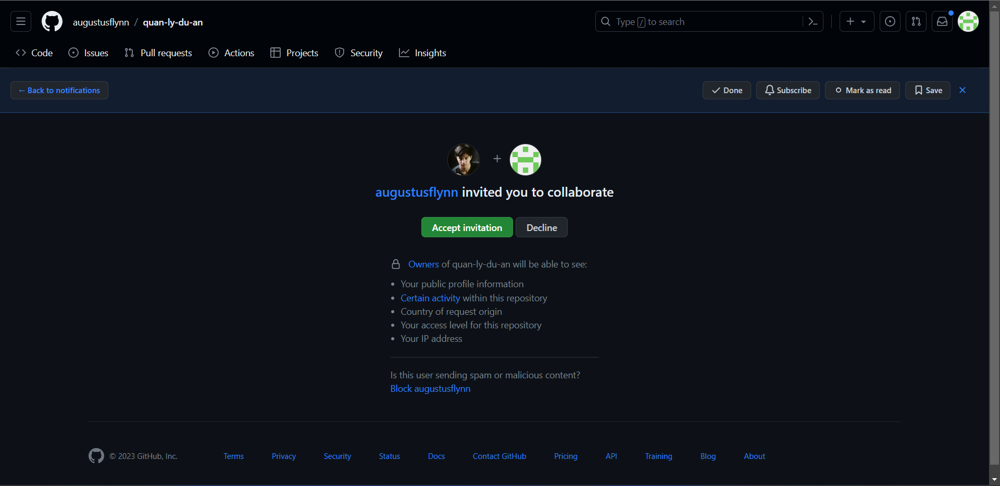 augustusflynn / quan-ly-du-an
Type / to search
Code Issues Pull requests Actions Projects Security Insights
← Back to notifications
Done Subscribe Mark as read Save
augustusflynn invited you to collaborate
Accept invitation Decline
Owners of quan-ly-du-an will be able to see:
• Your public profile information
• Certain activity within this repository
• Country of request origin
• Your access level for this repository
• Your IP address
Is this user sending spam or malicious content?
Block augustusflynn
© 2023 GitHub, Inc. Terms Privacy Security Status Docs Contact GitHub Pricing API Training Blog About